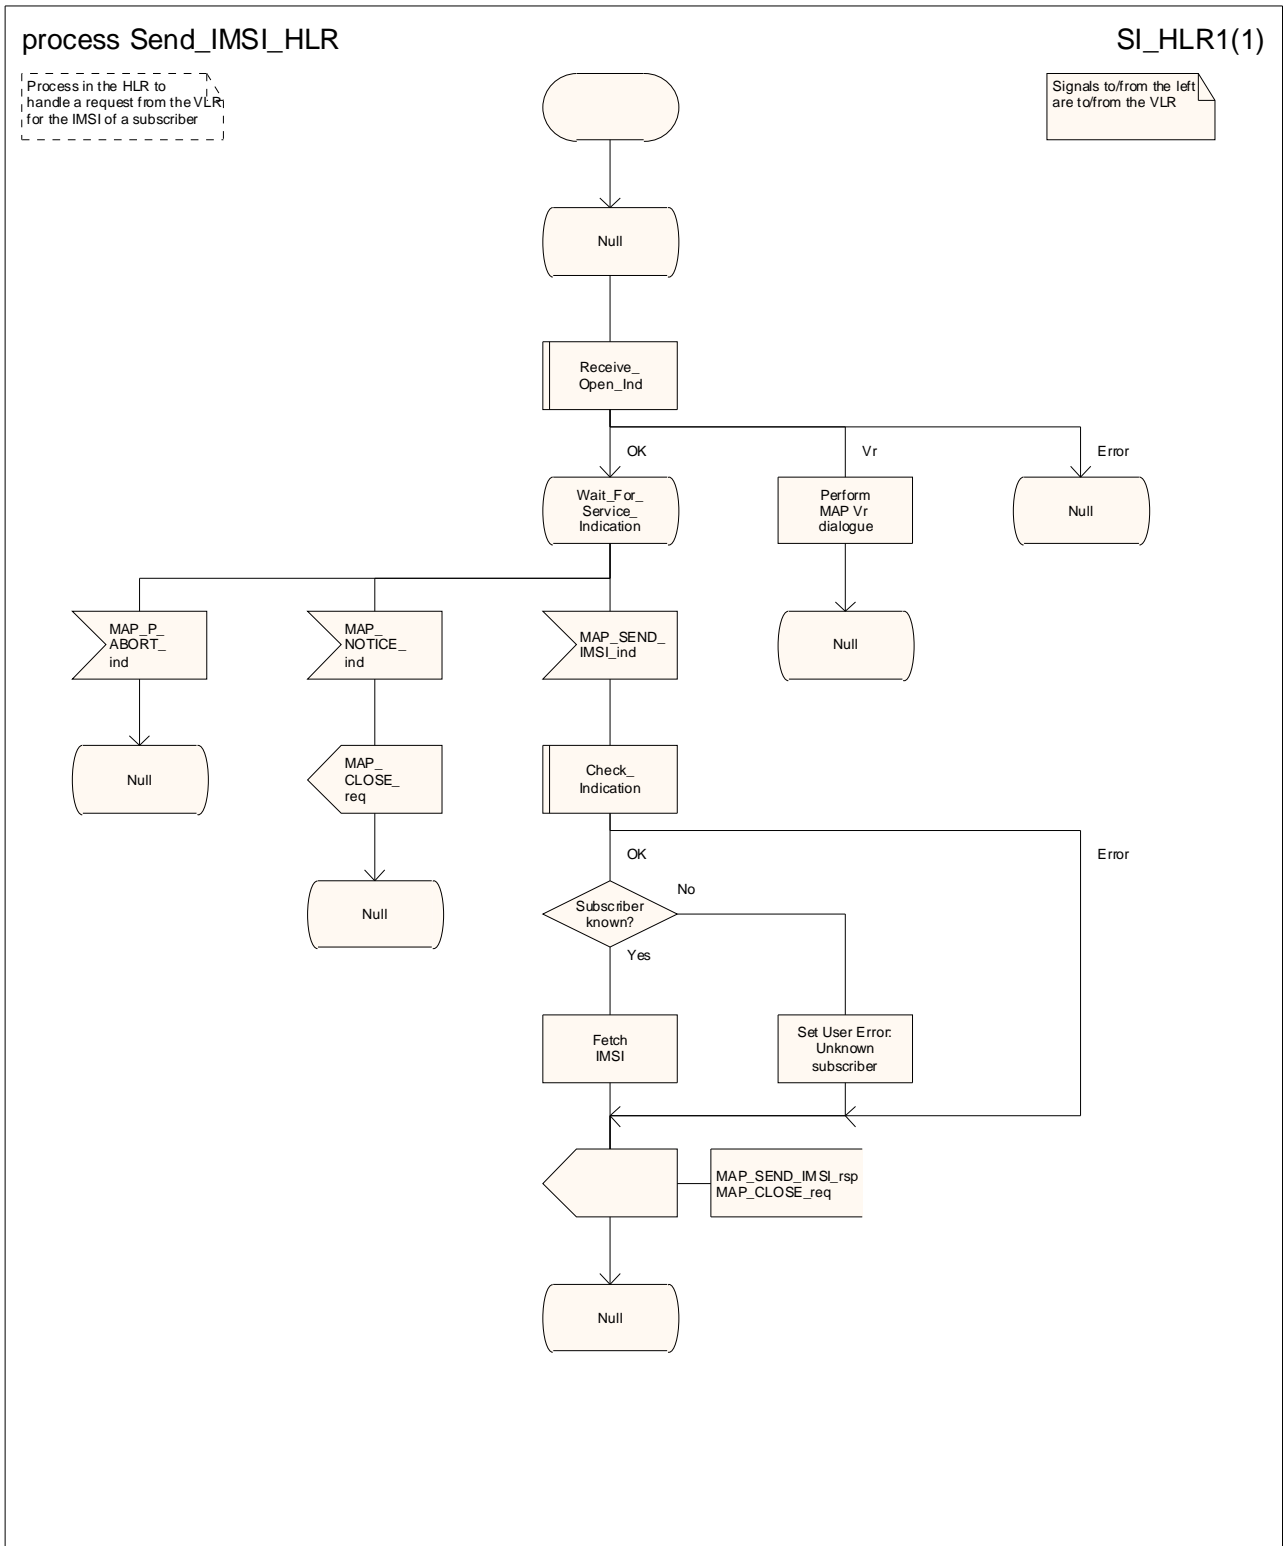 process Send_IMSI_HLR
SI_HLR1(1)
Process in the HLR to
handle a request from the VLR
for the IMSI of a subscriber
Signals to/from the left
are to/from the VLR
Null
Receive_
Open_Ind
OK
Vr
Error
Wait_For_
Service_
Indication
Perform
MAP Vr
dialogue
Null
MAP_P_
ABORT_
ind
MAP_
NOTICE_
ind
MAP_SEND_
IMSI_ind
Null
Null
MAP_
CLOSE_
req
Check_
Indication
OK
Error
Null
Subscriber
known?
No
Yes
Fetch
IMSI
Set User Error:
Unknown
subscriber
MAP_SEND_IMSI_rsp
MAP_CLOSE_req
Null